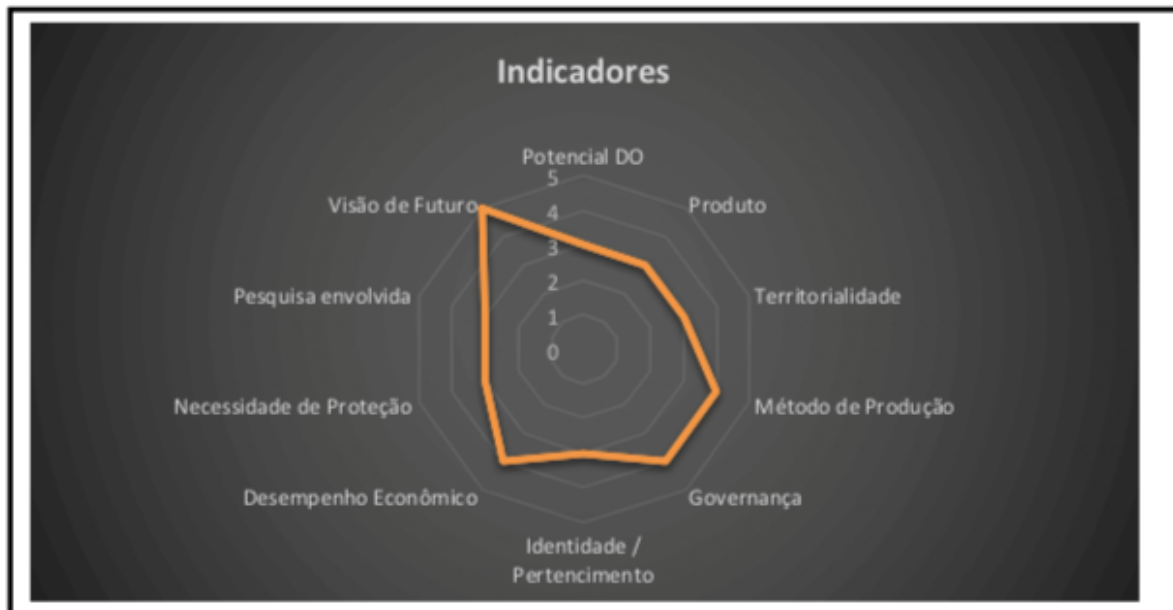 Indicadores
Potencial DO
5
Visão de Futuro
Produto
4
3
Pesquisa envolvida
Territorialidade
2
1
0
Necessidade de Proteção
Método de Produção
Desempenho Econômico
Governança
Identidade /
Pertencimento